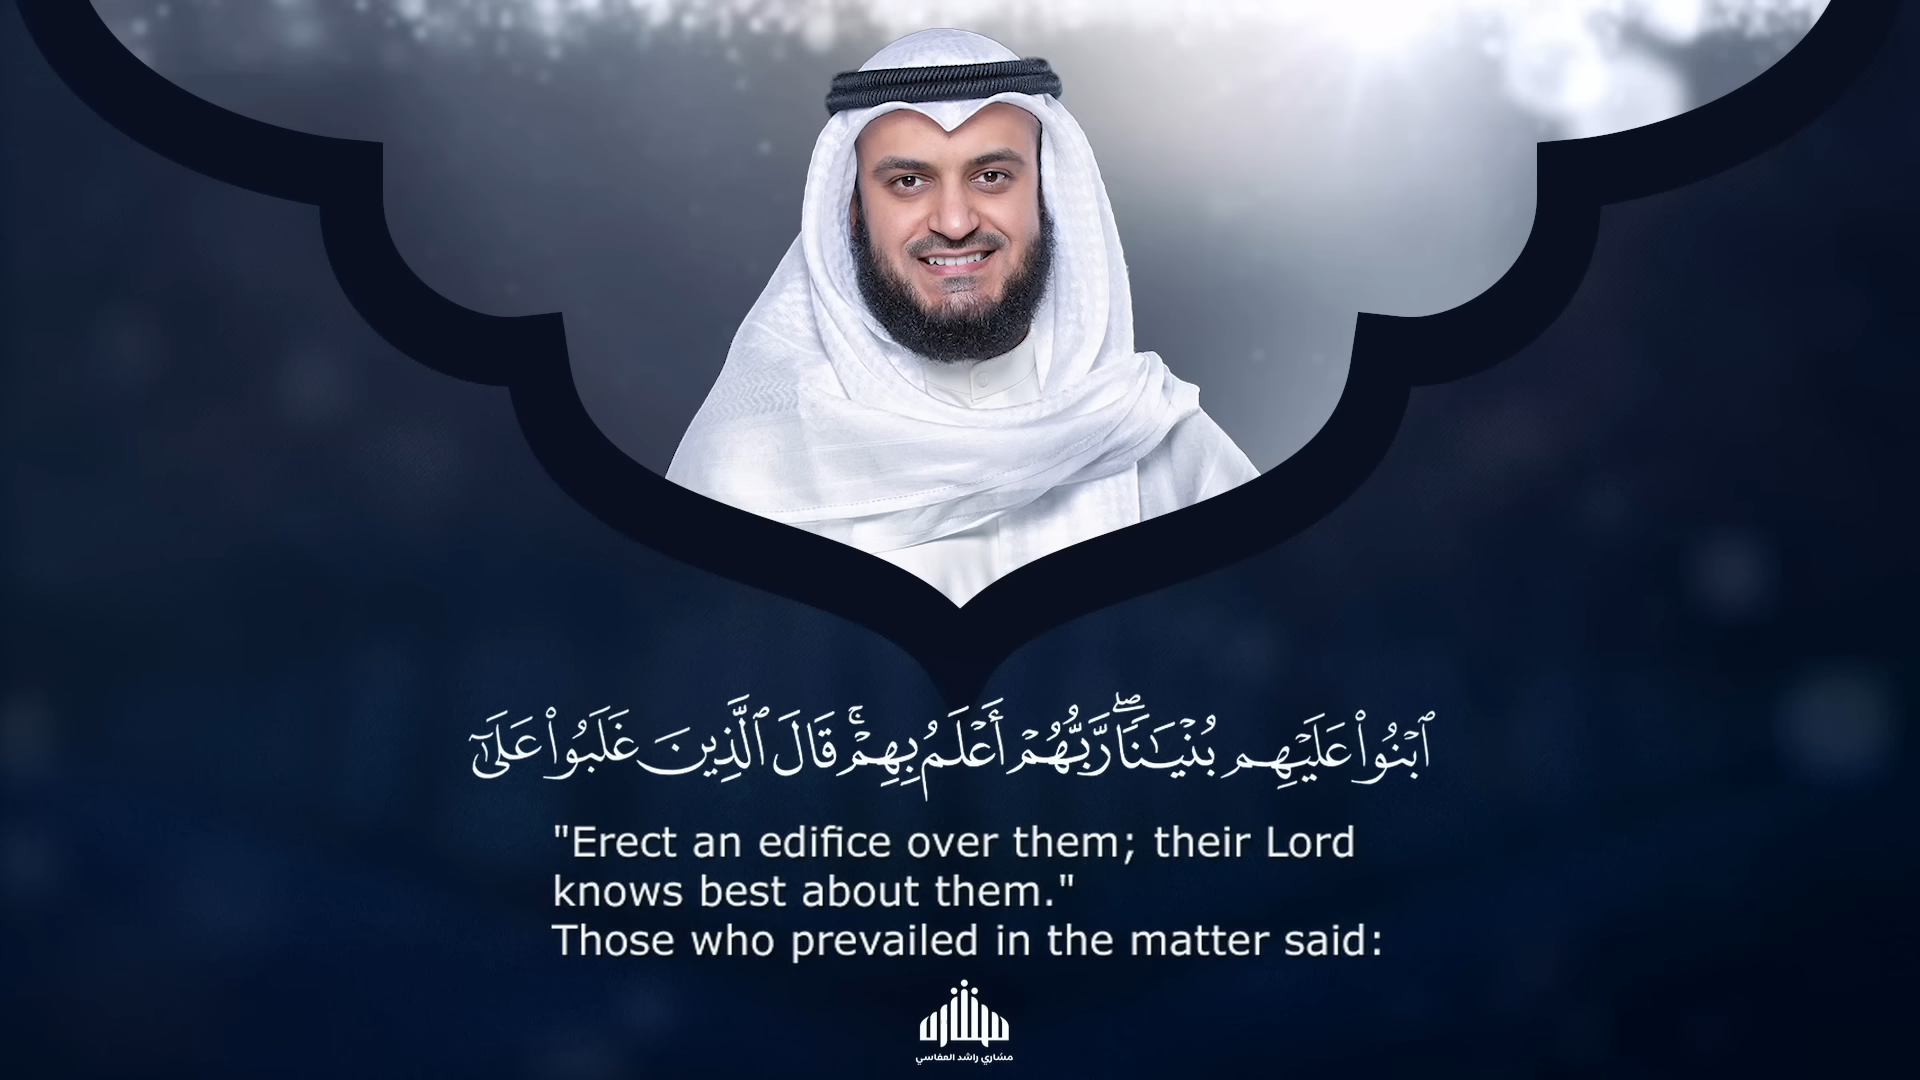 ٱبْنُوا۟ عَلَيْهِم بُنْيَـٰنًا ۖ رَّبُّهُمْ أَعْلَمُ بِهِمْ ۚ قَالَ ٱلَّذِينَ غَلَبُوا۟ عَلَىٰٓ
"Erect an edifice over them; their Lord
knows best about them."
Those who prevailed in the matter said:
مشاري
مشاري راشد العفاسي